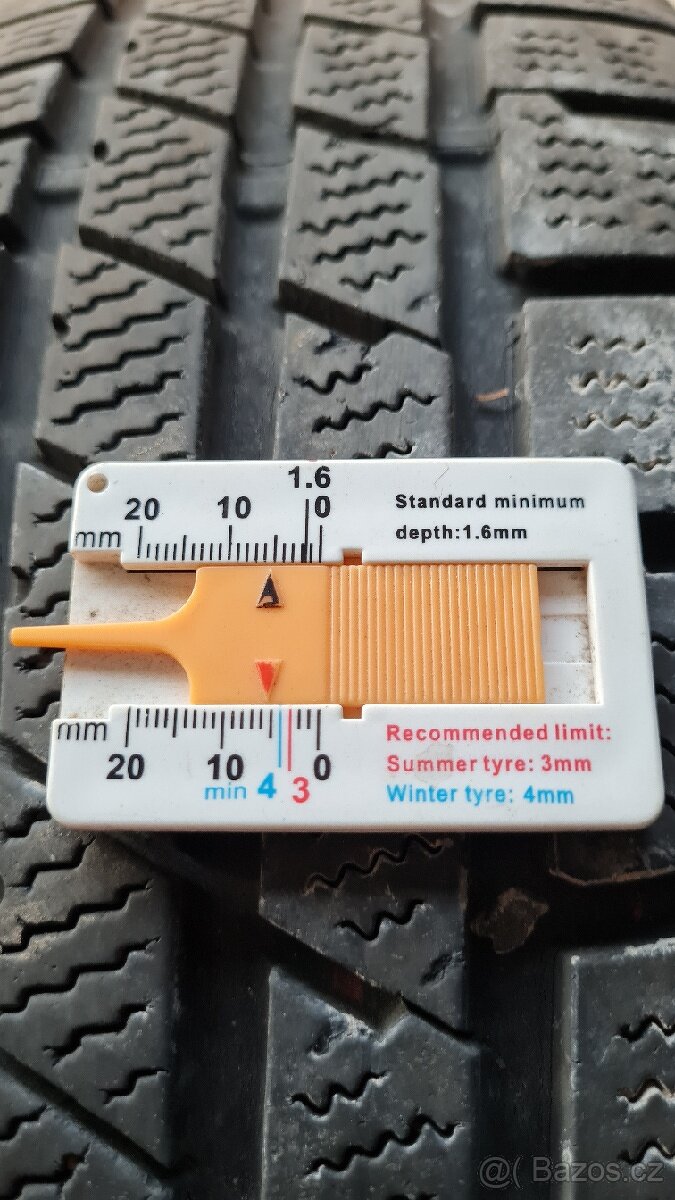 1.6
20 10 0
mm
Standard minimum
depth:1.6mm
mm
20 10 0
min 4 3
Recommended limit:
Summer tyre: 3mm
Winter tyre: 4mm
@( Bazos.cz